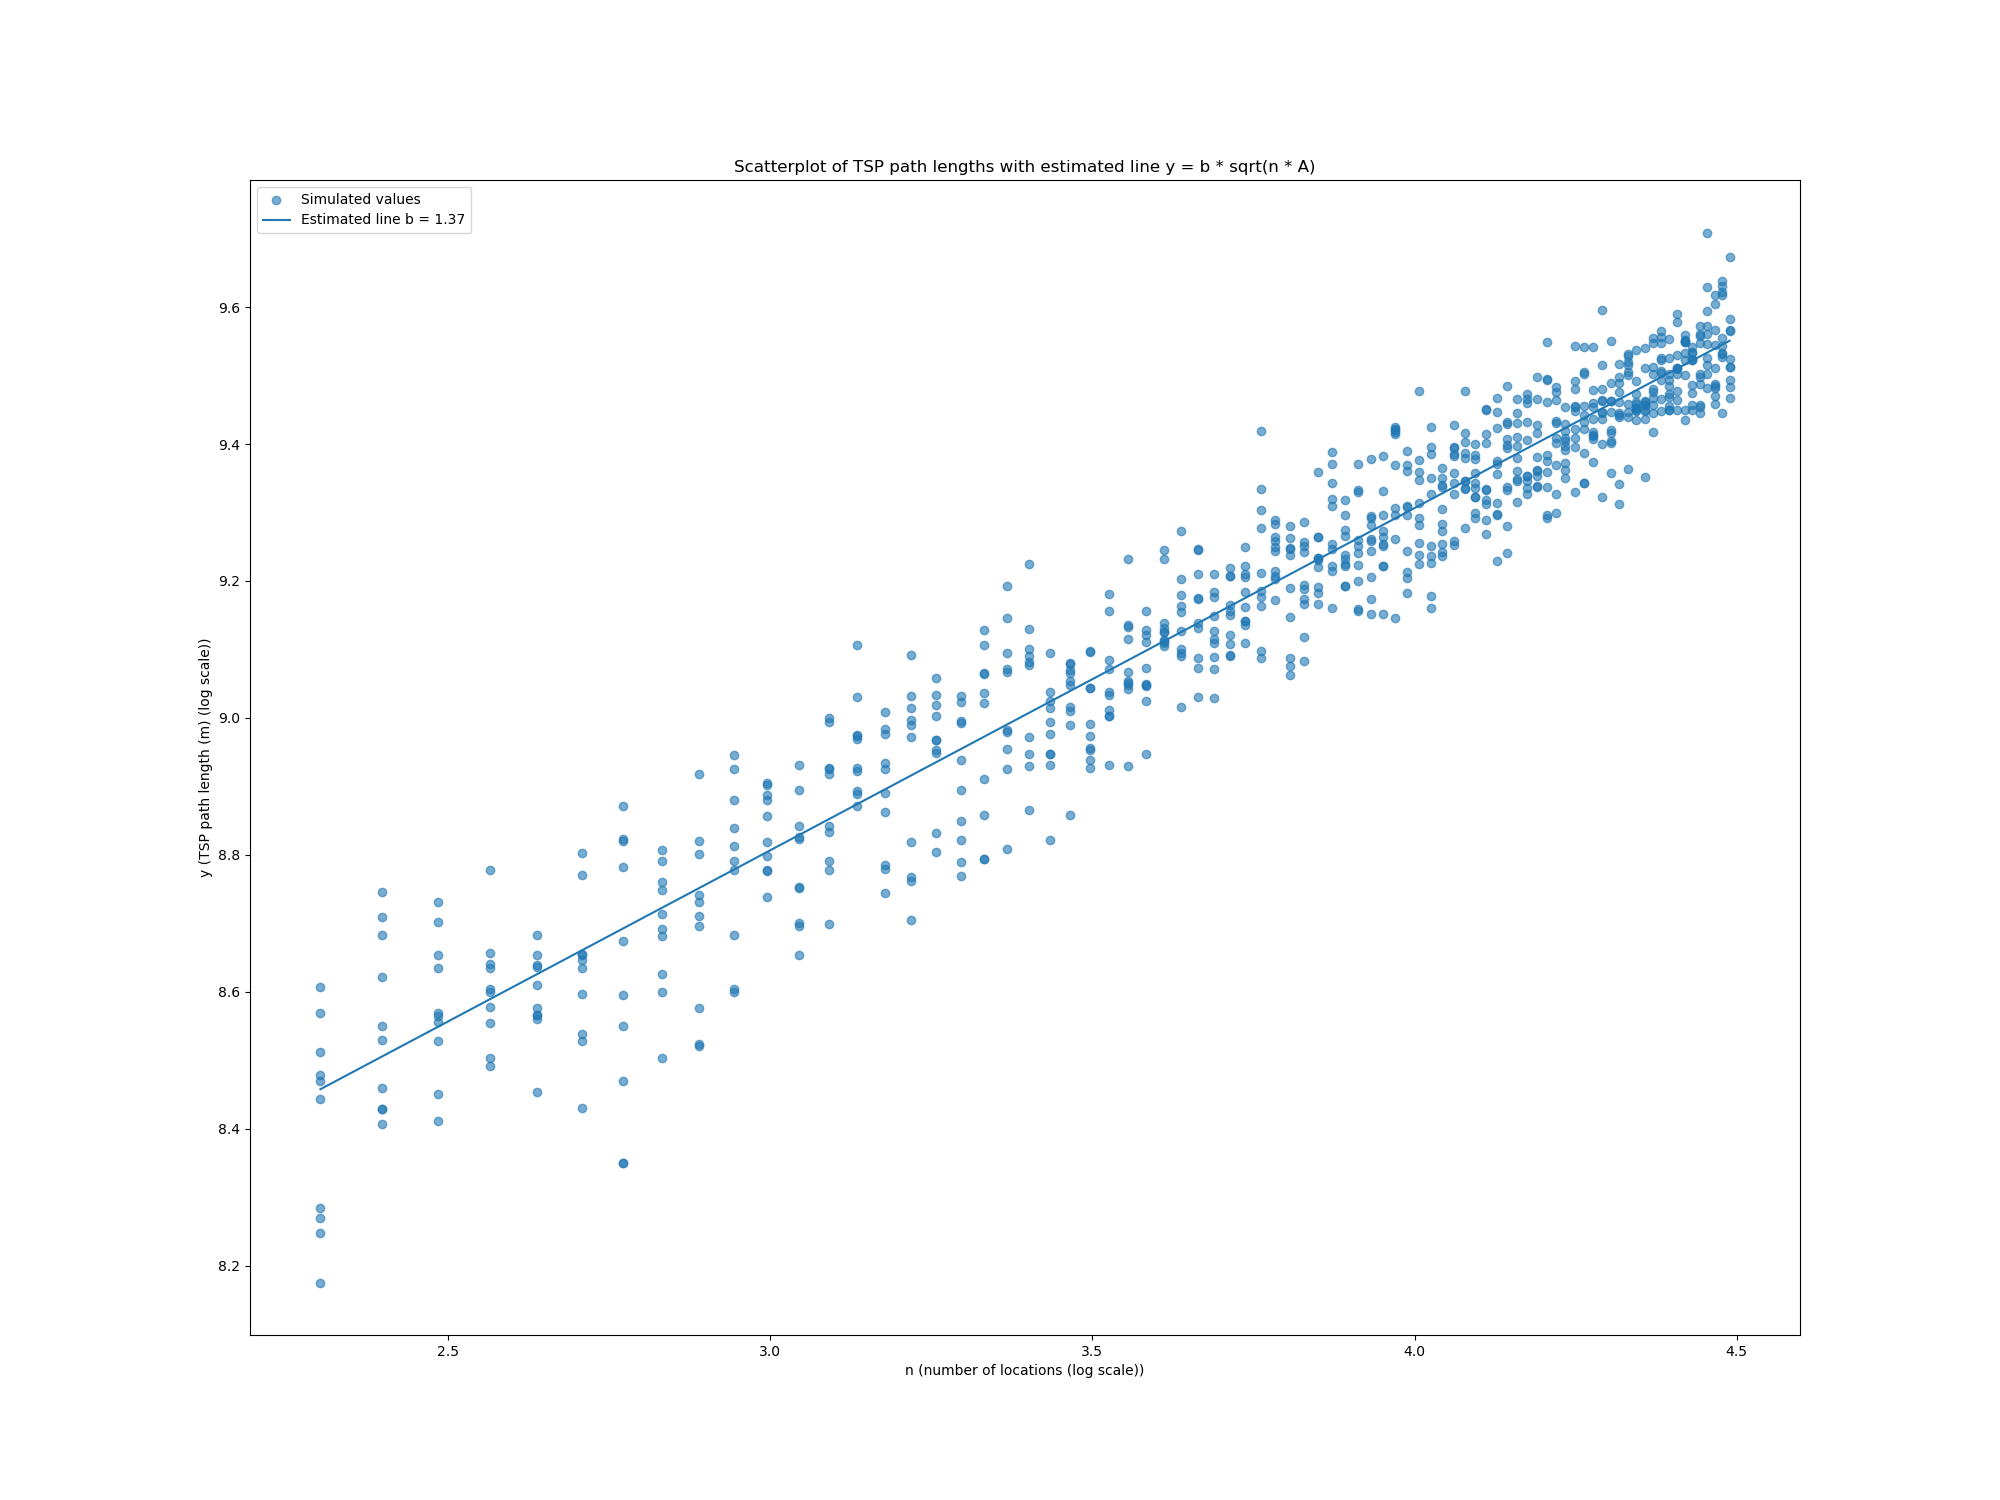 Scatterplot of TSP path lengths with estimated line y = b * sqrt(n * A)
Simulated values
Estimated line b = 1.37
9.6
9.4
9.2
9.0
8.8
8.6
8.4
8.2
y (TSP path length (m) (log scale))
2.5
3.0
3.5
4.0
4.5
n (number of locations (log scale))